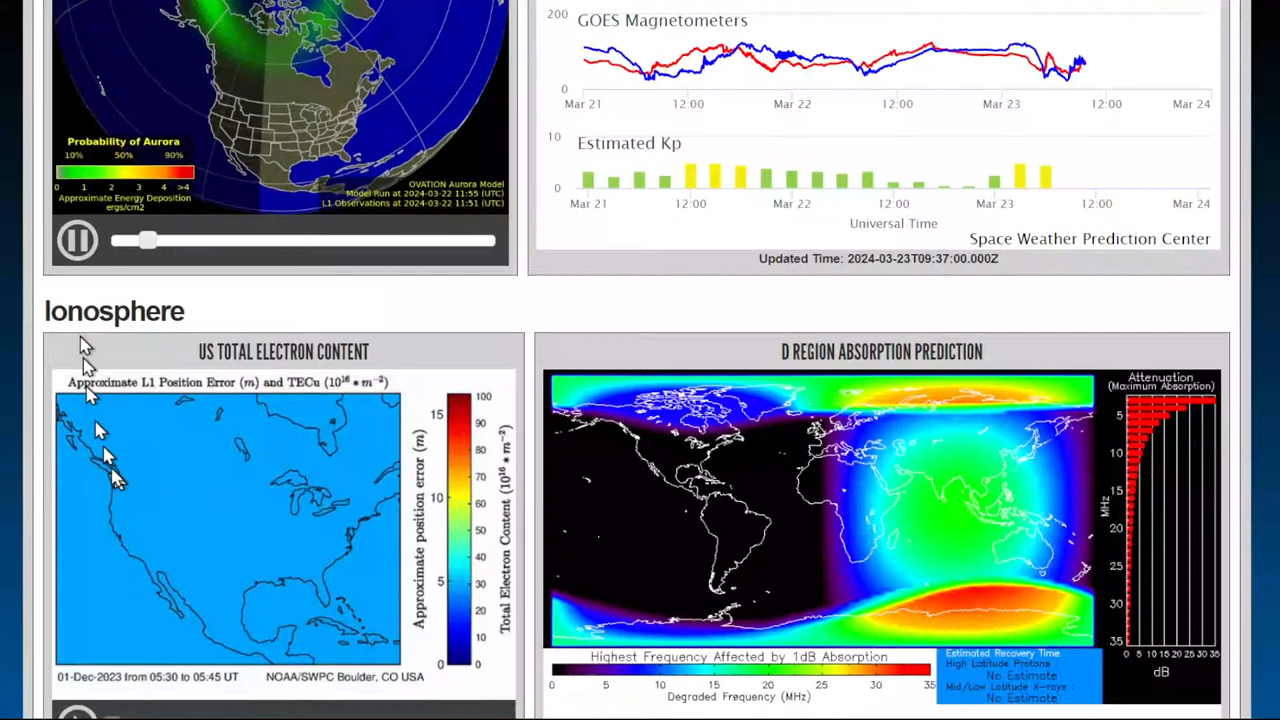 Probability of Aurora
10% 50% 90%
0 1 2 3 >4
Approximate Energy Deposition
ergs/cm2
OVATION Aurora Model
Model Run at 2024-03-22 11:55 (UTC)
L1 Observations at 2024-03-22 11:51 (UTC)
200
GOES Magnetometers
0
Mar 21 12:00 Mar 22 12:00 Mar 23 12:00 Mar 24
10
Estimated Kp
0
Mar 21 12:00 Mar 22 12:00 Mar 23 12:00 Mar 24
Universal Time
Space Weather Prediction Center
Updated Time: 2024-03-23T09:37:00.000Z
Ionosphere
US TOTAL ELECTRON CONTENT
Approximate L1 Position Error (m) and TECu (10^16 * m^-2)
15
10
5
0
Approximate position error (m)
100
90
80
70
60
50
40
30
20
10
0
Total Electron Content (10^16 * m^-2)
01-Dec-2023 from 05:30 to 05:45 UT NOAA/SWPC Boulder, CO USA
D REGION ABSORPTION PREDICTION
Attenuation
(Maximum Absorption)
5
10
15
20
25
30
35
MHz
0 5 10 15 20 25 30 35
dB
Highest Frequency Affected by 1dB Absorption
0 5 10 15 20 25 30 35
Degraded Frequency (MHz)
Estimated Recovery Time
High Latitude Protons :
No Estimate
Mid/Low Latitude X-rays :
No Estimate